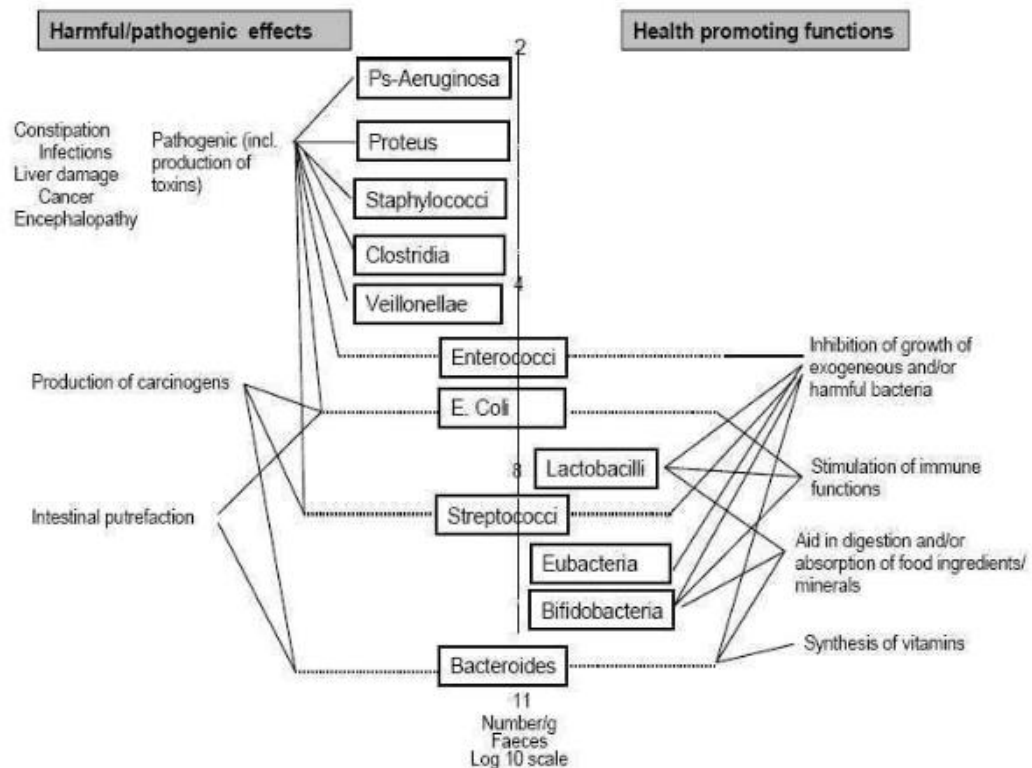 Harmful/pathogenic effects
Health promoting functions
2
Ps-Aeruginosa
Proteus
Staphylococci
Clostridia
4
Veillonellae
Constipation
Infections
Liver damage
Cancer
Encephalopathy
Pathogenic (incl.
production of
toxins)
Enterococci
E. Coli
8
Lactobacilli
Streptococci
Eubacteria
Bifidobacteria
Bacteroides
11
Number/g
Faeces
Log 10 scale
Production of carcinogens
Intestinal putrefaction
Inhibition of growth of
exogeneous and/or
harmful bacteria
Stimulation of immune
functions
Aid in digestion and/or
absorption of food ingredients/
minerals
Synthesis of vitamins